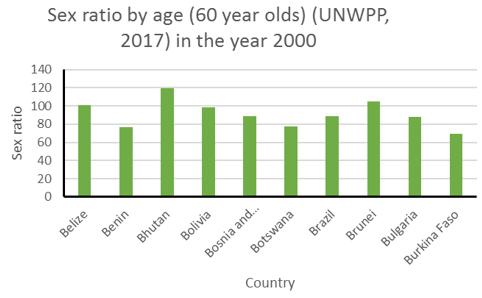 Sex ratio by age (60 year olds) (UNWPP,
2017) in the year 2000
140
120
100
80
60
40
20
0
Sex ratio
Belize
Benin
Bhutan
Bolivia
Bosnia and...
Botswana
Brazil
Brunei
Bulgaria
Burkina Faso
Country